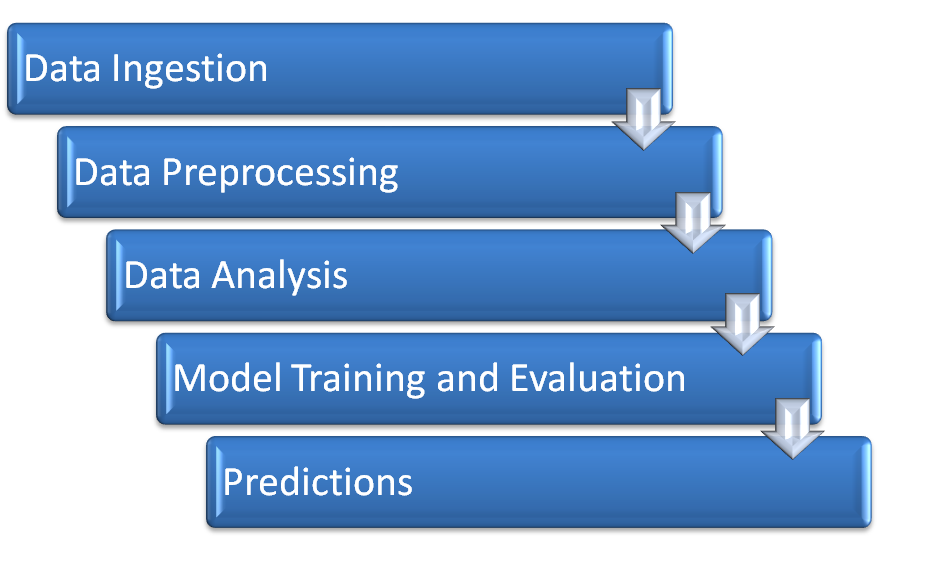 Data Ingestion
Data Preprocessing
Data Analysis
Model Training and Evaluation
Predictions